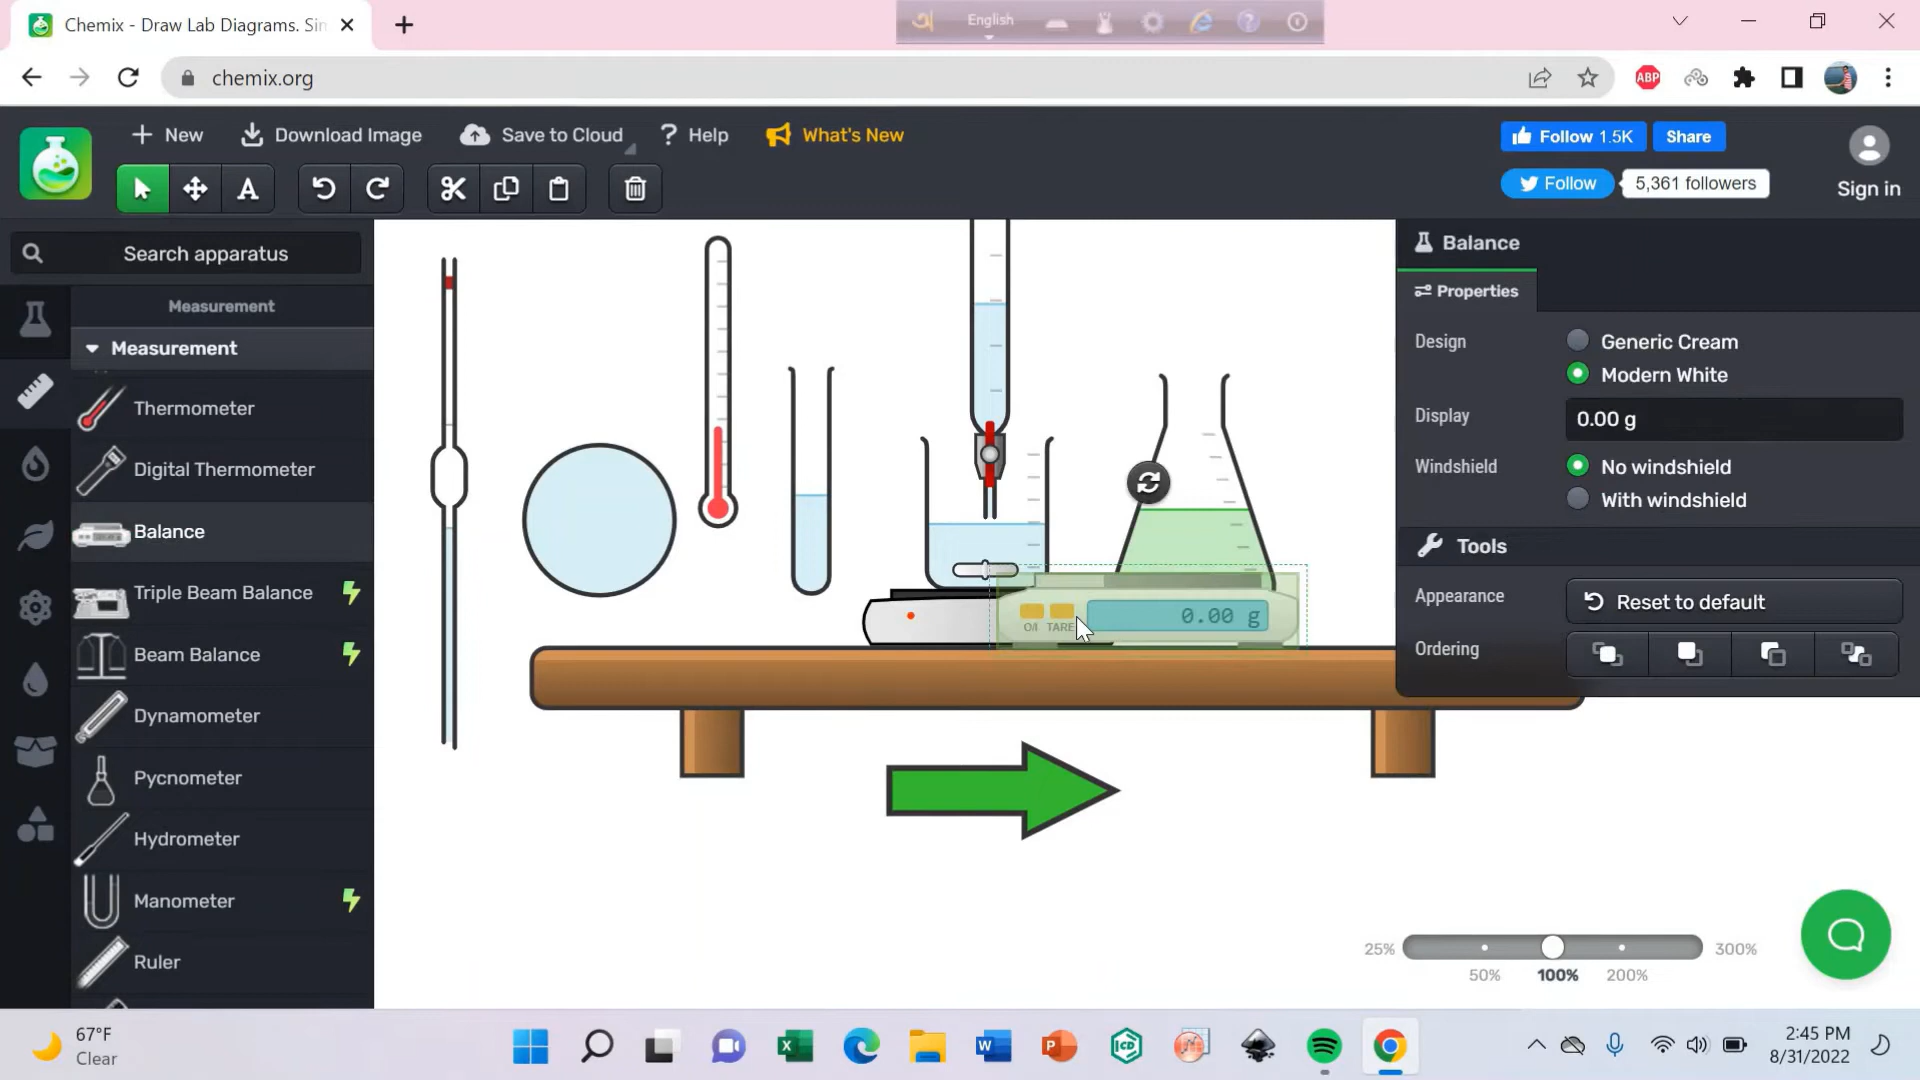 Chemix - Draw Lab Diagrams. Sim
English
chemix.org
ABP
New
Download Image
Save to Cloud
? Help
What's New
Follow 1.5K
Share
A
Follow
5,361 followers
Sign in
Search apparatus
Measurement
Measurement
Thermometer
Digital Thermometer
Balance
Triple Beam Balance
Beam Balance
Dynamometer
Pycnometer
Hydrometer
Manometer
Ruler
0.00 g
O/I TARE
Balance
Properties
Design
Generic Cream
Modern White
Display
0.00 g
Windshield
No windshield
With windshield
Tools
Appearance
Reset to default
Ordering
25%
300%
50%
100%
200%
67°F
Clear
ICD
2:45 PM
8/31/2022